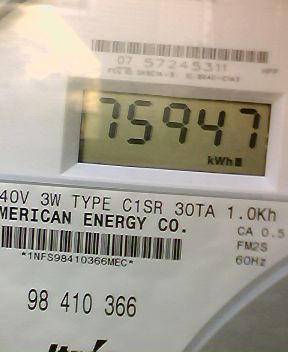 07 57245311
75947
kWh
40V 3W TYPE C1SR 30TA 1.0Kh
MERICAN ENERGY CO.
CA 0.5
FM2S
60Hz
*1NFS98410366MEC*
98 410 366